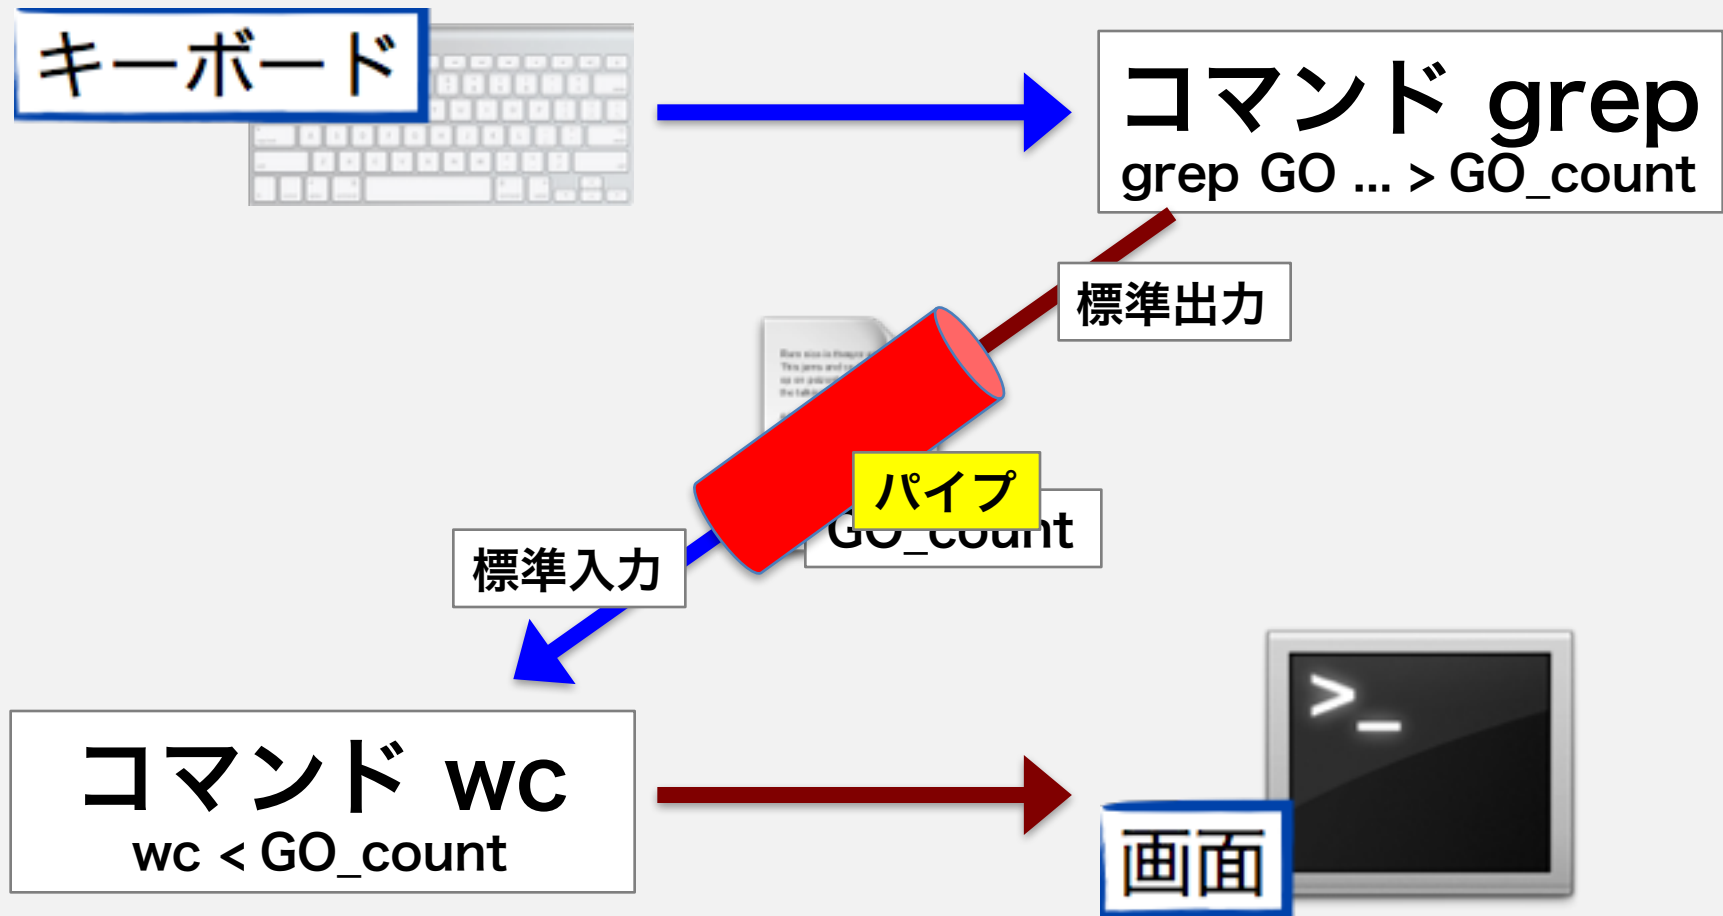 キーボード
コマンド grep
grep GO ... > GO_count
標準出力
パイプ
GO_count
標準入力
コマンド wc
wc < GO_count
>_
画面